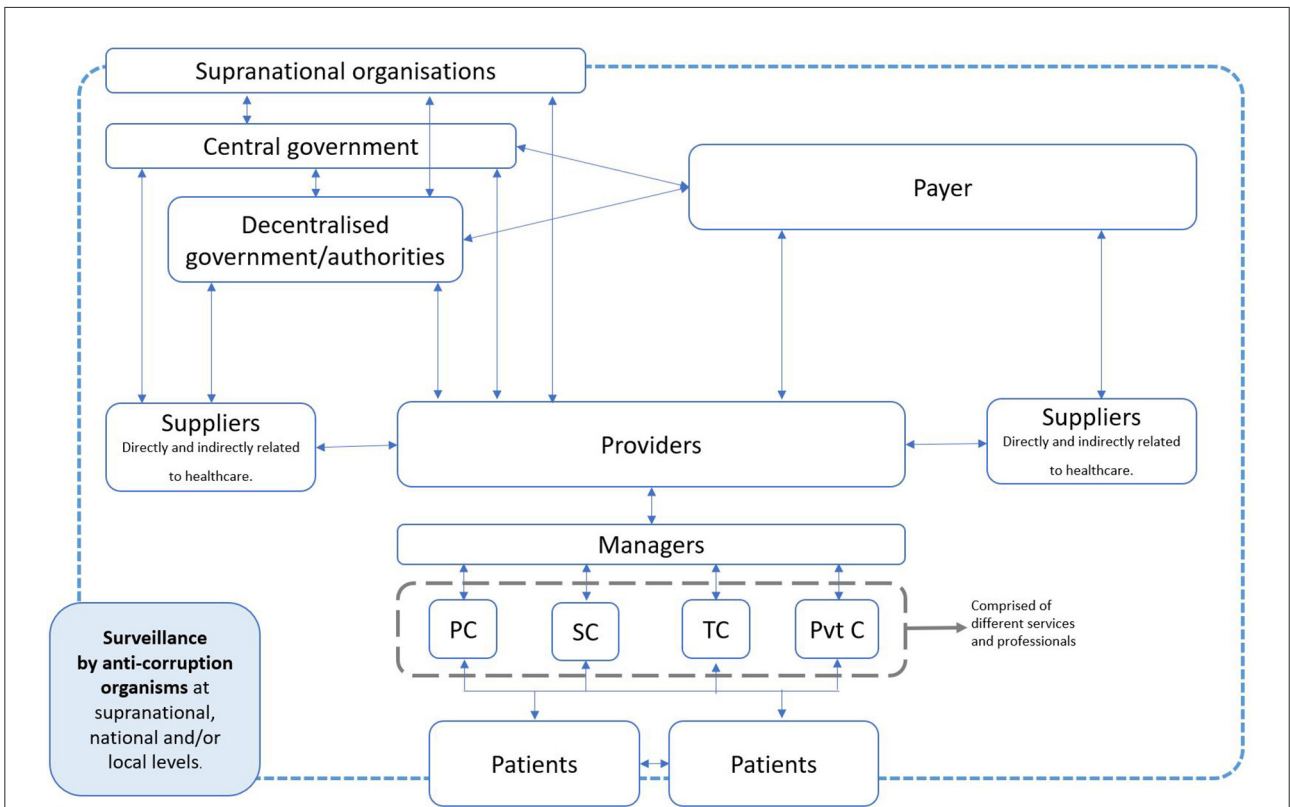 Supranational organisations
Central government
Payer
Decentralised
government/authorities
Suppliers
Directly and indirectly related
to healthcare.
Providers
Suppliers
Directly and indirectly related
to healthcare.
Managers
PC
SC
TC
Pvt C
Comprised of
different services
and professionals
Surveillance
by anti-corruption
organisms at
supranational,
national and/or
local levels.
Patients
Patients